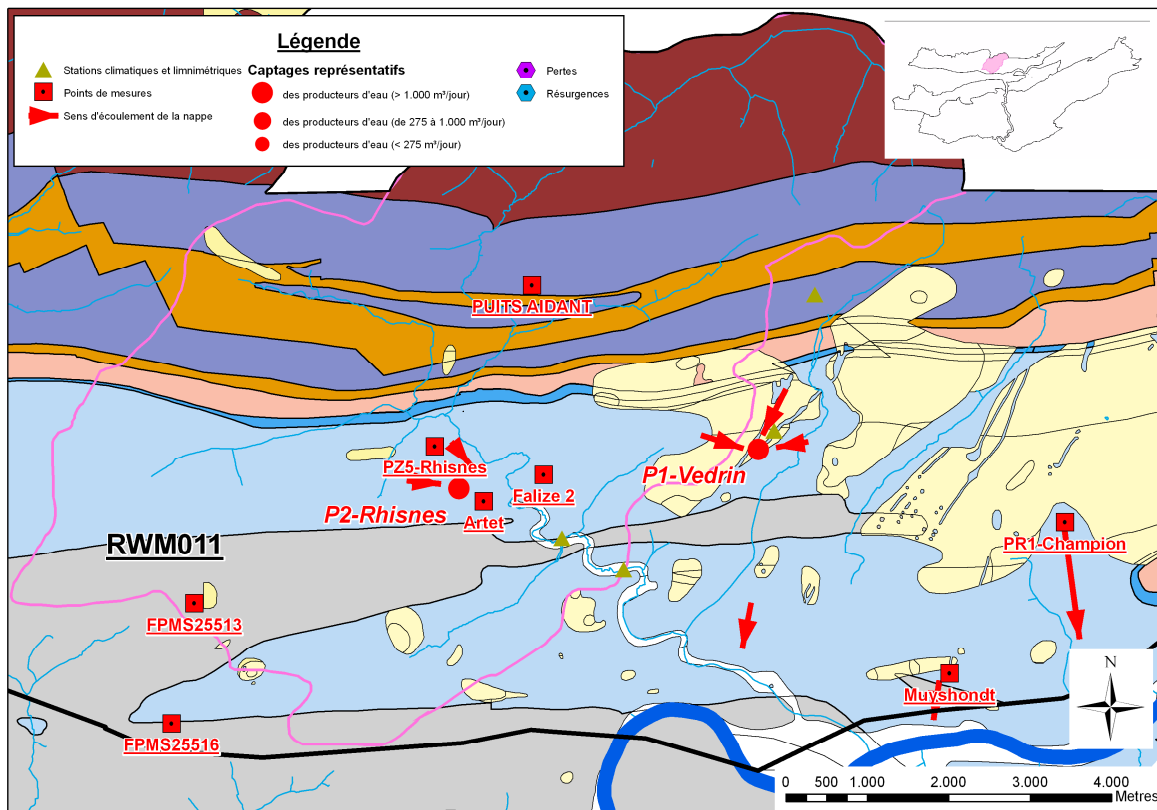 Légende
Stations climatiques et limnimétriques
Points de mesures
Sens d'écoulement de la nappe
Captages représentatifs
des producteurs d'eau (> 1.000 m³/jour)
des producteurs d'eau (de 275 à 1.000 m³/jour)
des producteurs d'eau (< 275 m³/jour)
Pertes
Résurgences
PUITS AIDANT
PZ5-Rhisnes
Falize 2
P1-Vedrin
P2-Rhisnes
Artet
PR1-Champion
RWM011
FPMS25513
Muyshondt
FPMS25516
N
0 500 1.000 2.000 3.000 4.000
Metres